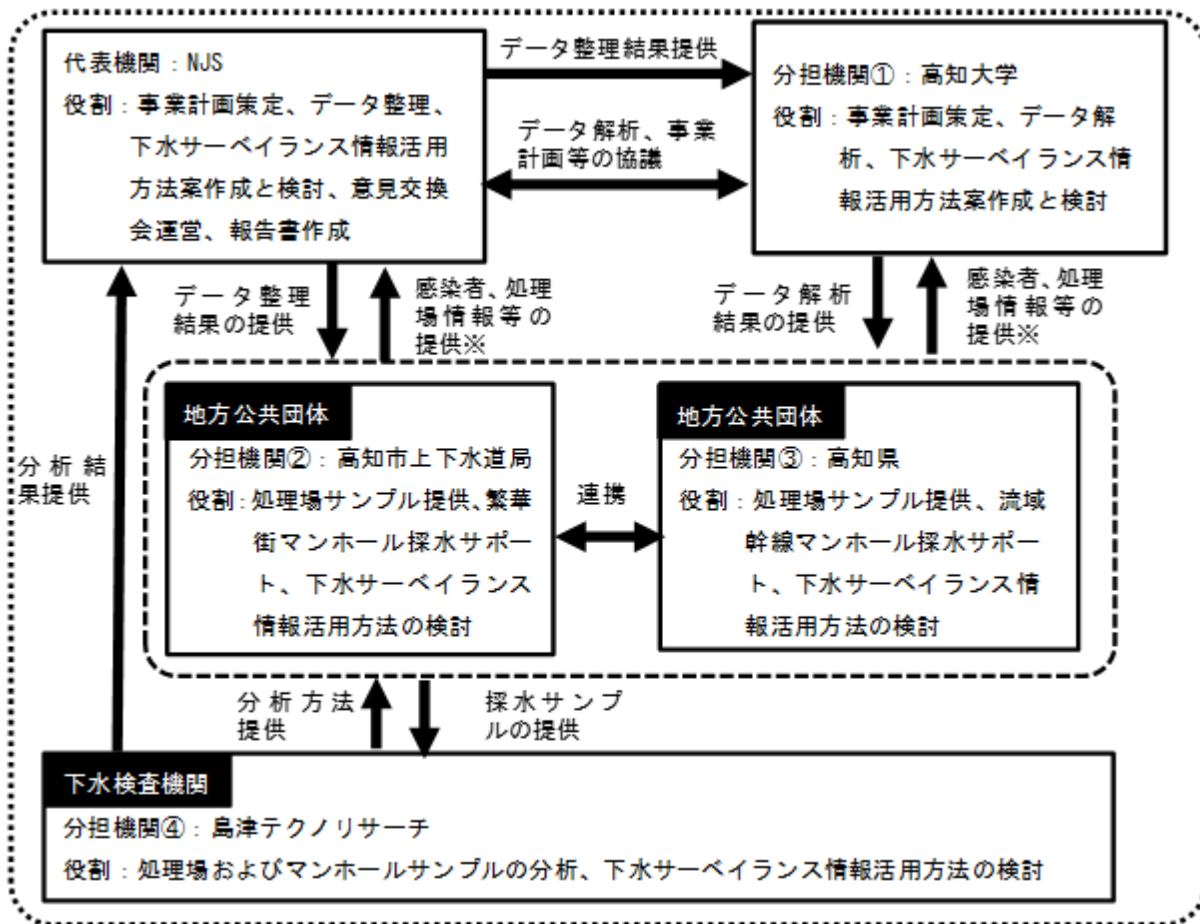 代表機関：NJS
役割：事業計画策定、データ整理、
下水サーベイランス情報活用
方法案作成と検討、意見交換
会運営、報告書作成
データ整理結果提供
データ解析、事業
計画等の協議
分担機関①：高知大学
役割：事業計画策定、データ解
析、下水サーベイランス情
報活用方法案作成と検討
データ整理
結果の提供
感染者、処理
場情報等の
提供※
データ解析
結果の提供
感染者、処理
場情報等の
提供※
分析結
果提供
地方公共団体
分担機関②：高知市上下水道局
役割：処理場サンプル提供、繁華
街マンホール採水サポー
ト、下水サーベイランス
情報活用方法の検討
連携
地方公共団体
分担機関③：高知県
役割：処理場サンプル提供、流域
幹線マンホール採水サポー
ト、下水サーベイランス情
報活用方法の検討
分析方法
提供
採水サンプ
ルの提供
下水検査機関
分担機関④：島津テクノリサーチ
役割：処理場およびマンホールサンプルの分析、下水サーベイランス情報活用方法の検討